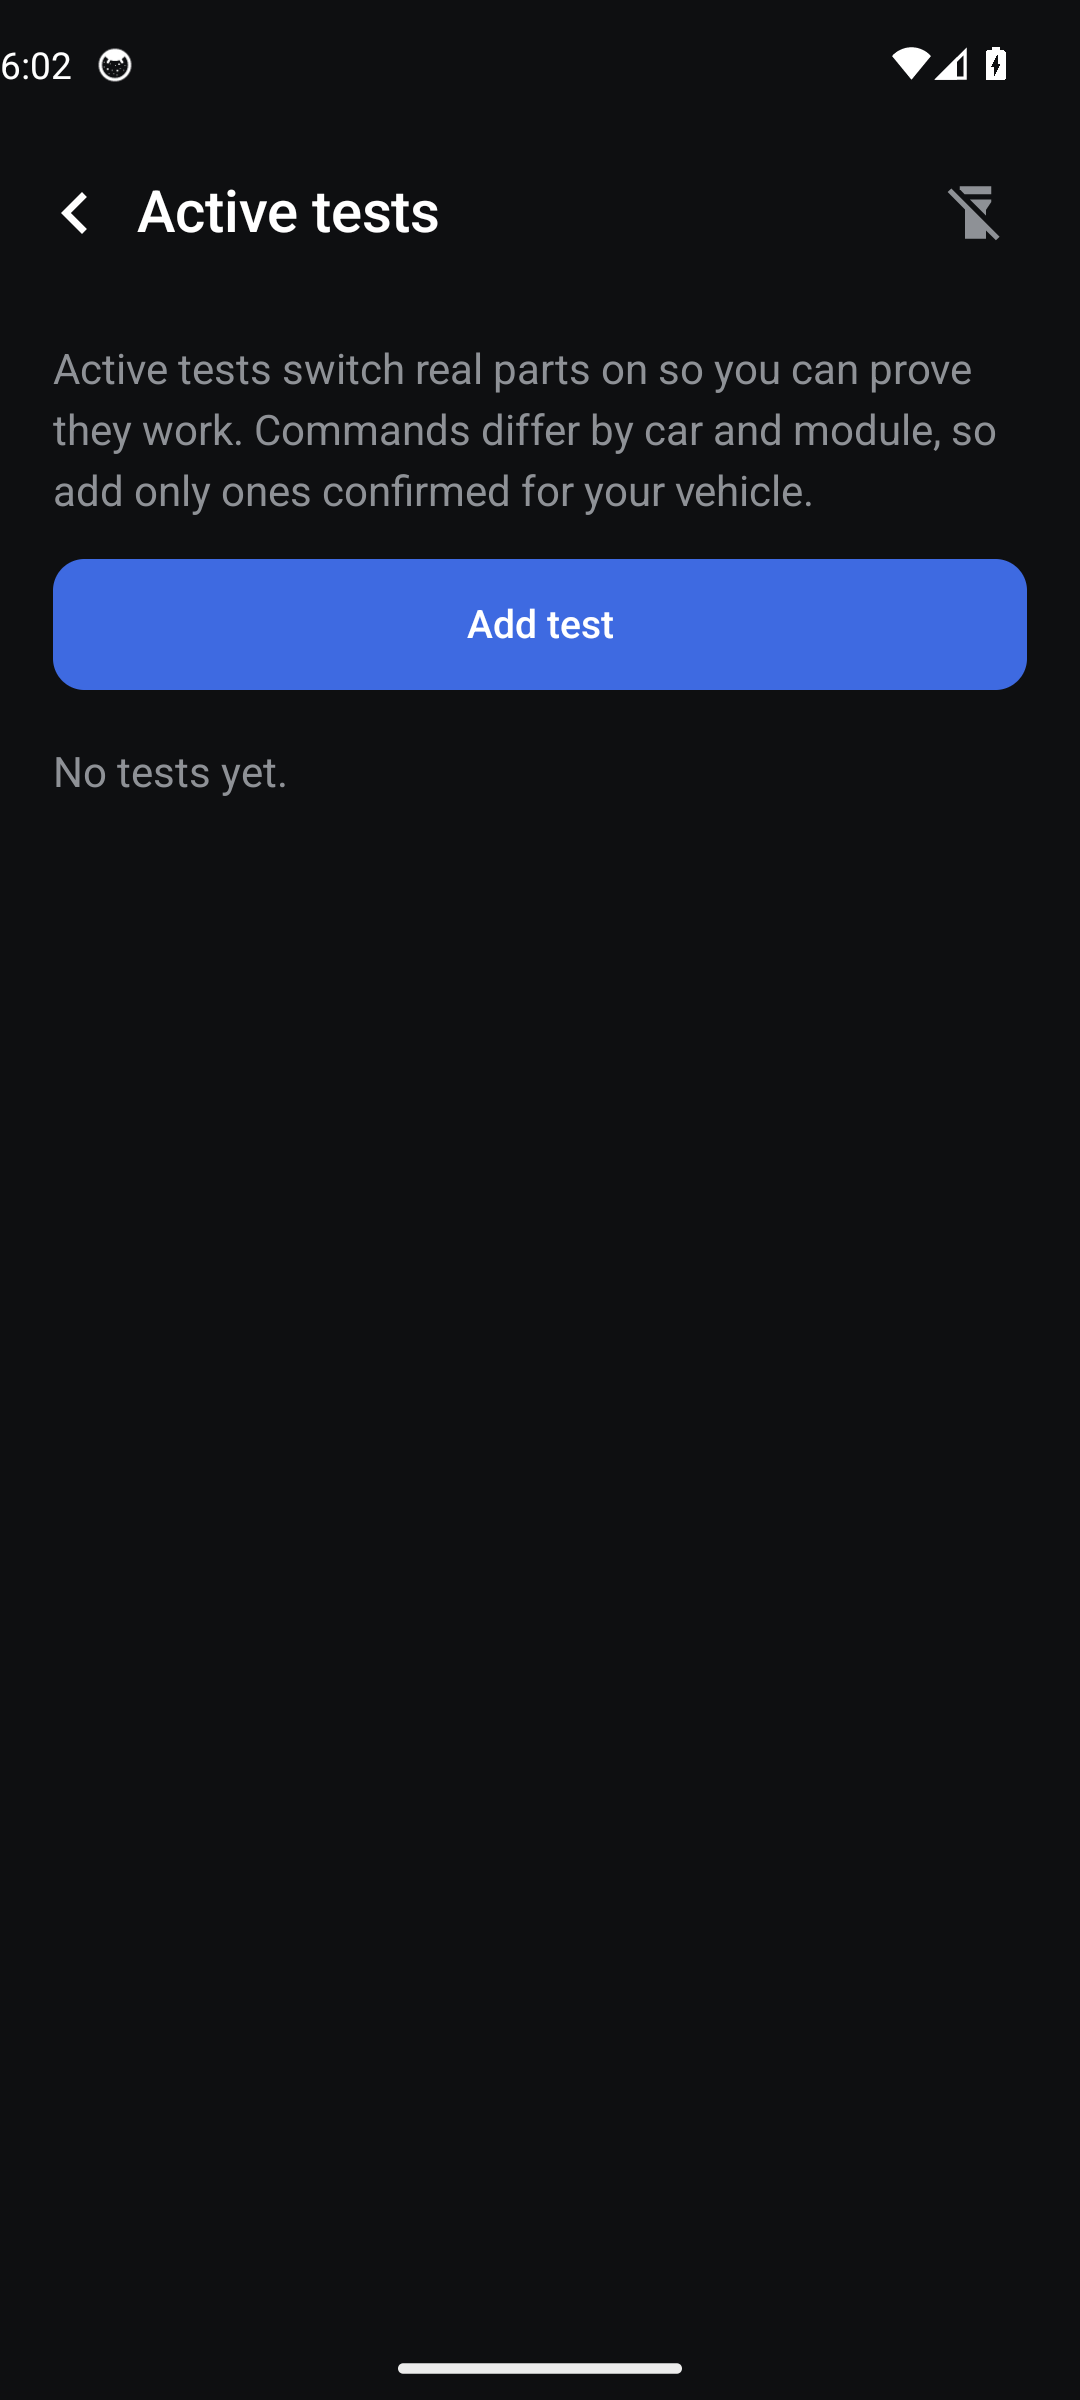 6:02
Active tests
Active tests switch real parts on so you can prove
they work. Commands differ by car and module, so
add only ones confirmed for your vehicle.
Add test
No tests yet.